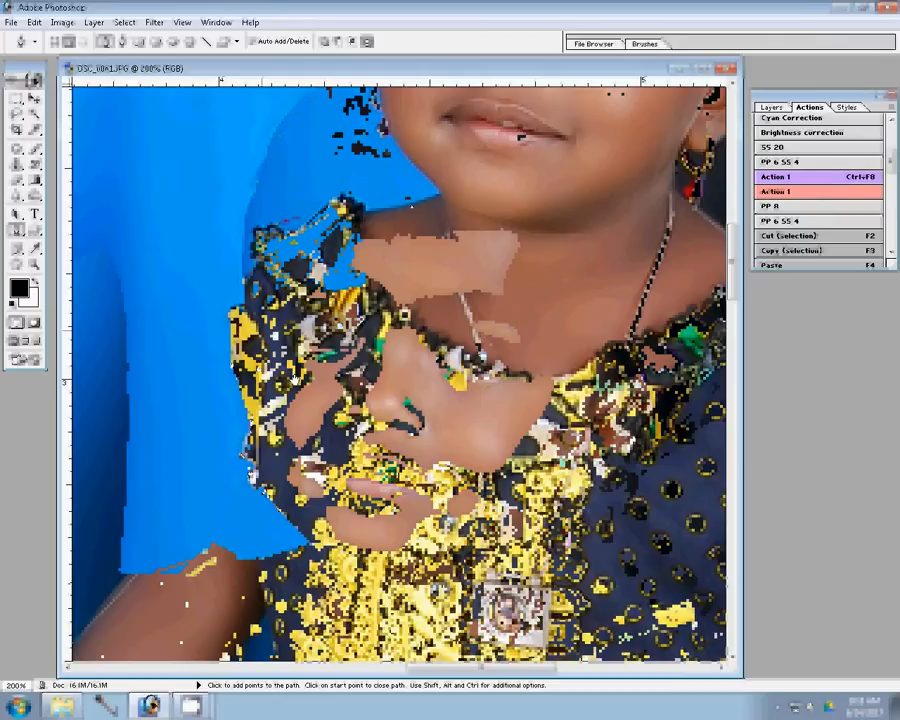 Adobe Photoshop
File Edit Image Layer Select Filter View Window Help
Auto Add/Delete
File Browser Brushes
DSC_0061.JPG @ 200% (RGB)
4 5
3
Layers Actions Styles
Cyan Correction
Brightness correction
SS 20
PP 6 SS 4
Action 1 Ctrl+F8
Action 1
PP 8
PP 6 SS 4
Cut (selection) F2
Copy (selection) F3
Paste F4
200% Doc: 16.1M/16.1M Click to add points to the path. Click on start point to close path. Use Shift, Alt and Ctrl for additional options.